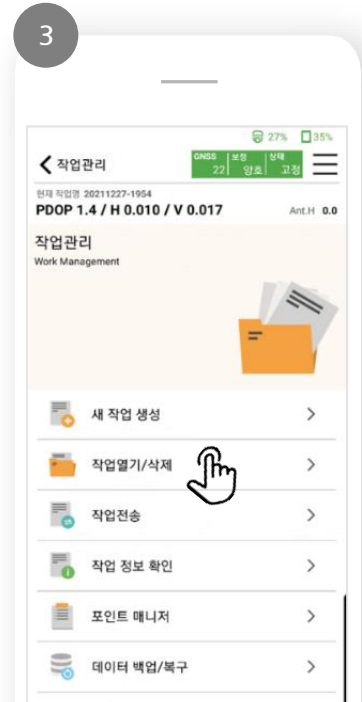 3
27% 35%
작업관리
GNSS 보정 상태
22 양호 고정
현재 작업명 20211227-1954
PDOP 1.4 / H 0.010 / V 0.017 Ant.H 0.0
작업관리
Work Management
새 작업 생성
작업열기/삭제
작업전송
작업 정보 확인
포인트 매니저
데이터 백업/복구